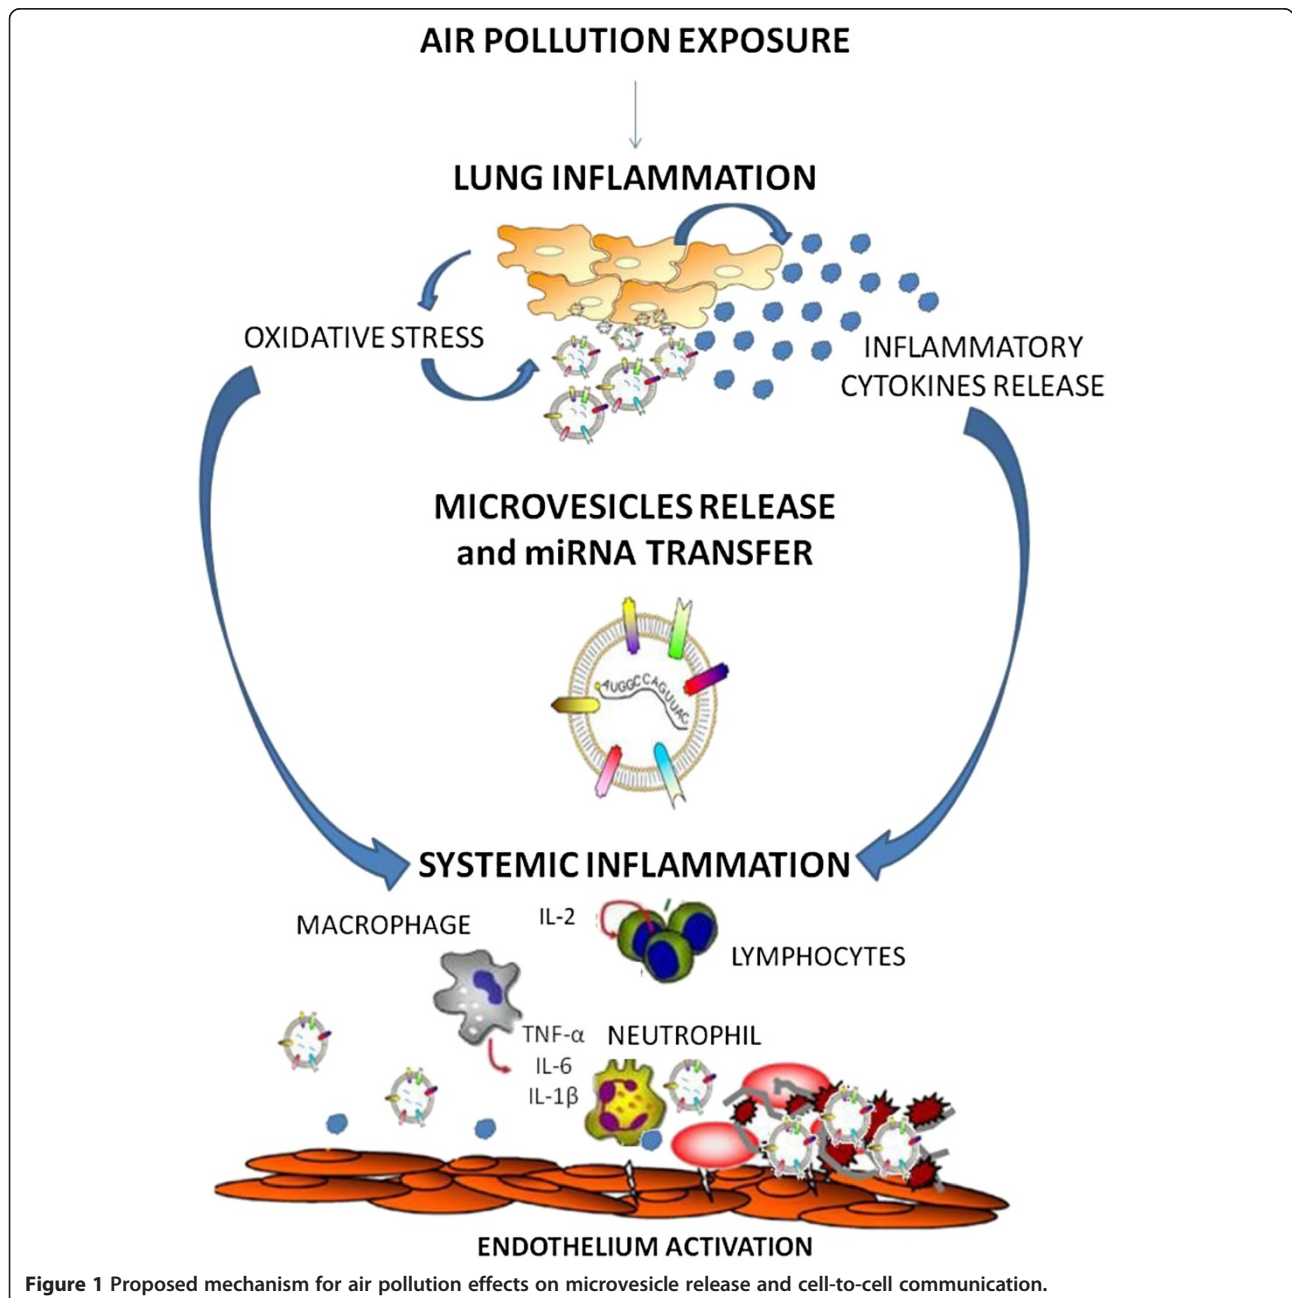 AIR POLLUTION EXPOSURE
LUNG INFLAMMATION
OXIDATIVE STRESS
INFLAMMATORY
CYTOKINES RELEASE
MICROVESICLES RELEASE
and miRNA TRANSFER
AUGGCCAGUUAC
SYSTEMIC INFLAMMATION
MACROPHAGE
IL-2
LYMPHOCYTES
TNF-α
NEUTROPHIL
IL-6
IL-1β
ENDOTHELIUM ACTIVATION
Figure 1 Proposed mechanism for air pollution effects on microvesicle release and cell-to-cell communication.